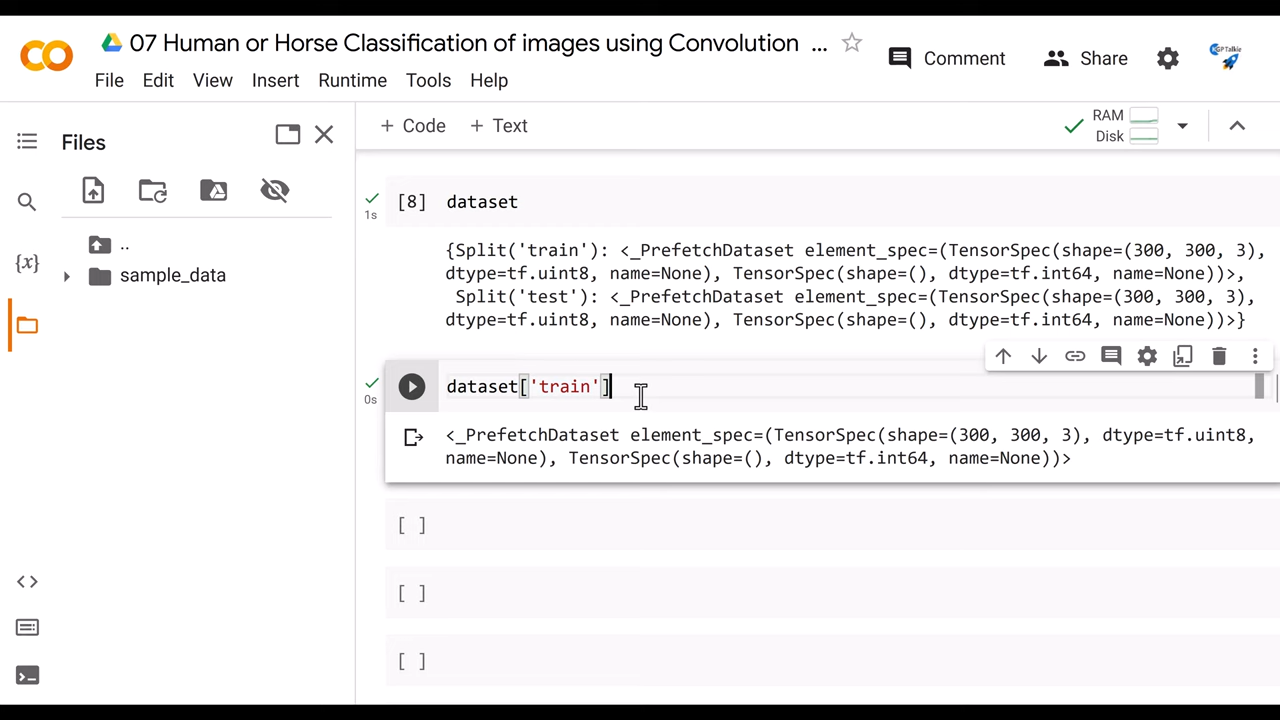 07 Human or Horse Classification of images using Convolution ...
Comment
Share
KGP Talkie
File Edit View Insert Runtime Tools Help
Files
+ Code + Text
RAM
Disk
..
sample_data
{x}
[8] dataset
1s
{Split('train'): <_PrefetchDataset element_spec=(TensorSpec(shape=(300, 300, 3),
dtype=tf.uint8, name=None), TensorSpec(shape=(), dtype=tf.int64, name=None))>,
Split('test'): <_PrefetchDataset element_spec=(TensorSpec(shape=(300, 300, 3),
dtype=tf.uint8, name=None), TensorSpec(shape=(), dtype=tf.int64, name=None))>}
dataset['train']
0s
<_PrefetchDataset element_spec=(TensorSpec(shape=(300, 300, 3), dtype=tf.uint8,
name=None), TensorSpec(shape=(), dtype=tf.int64, name=None))>
[ ]
[ ]
[ ]